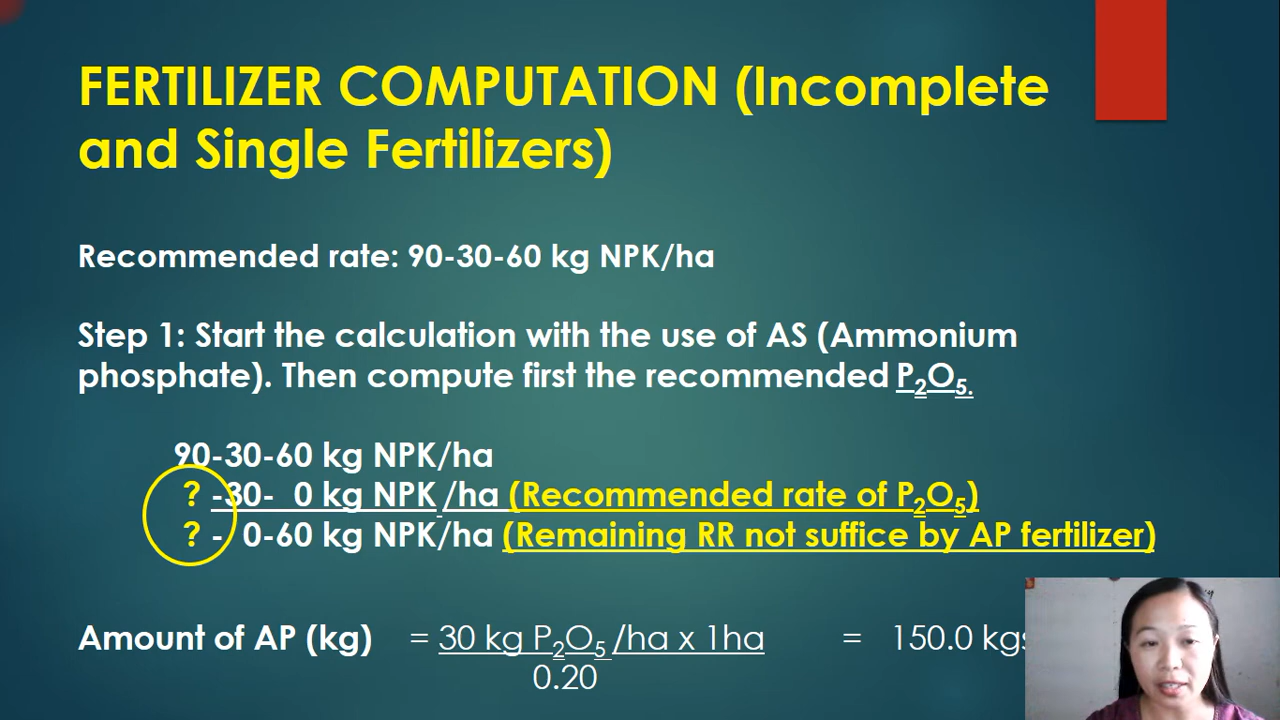 FERTILIZER COMPUTATION (Incomplete
and Single Fertilizers)
Recommended rate: 90-30-60 kg NPK/ha
Step 1: Start the calculation with the use of AS (Ammonium
phosphate). Then compute first the recommended P₂O₅.
90-30-60 kg NPK/ha
? -30- 0 kg NPK /ha (Recommended rate of P₂O₅)
? - 0-60 kg NPK/ha (Remaining RR not suffice by AP fertilizer)
Amount of AP (kg) = 30 kg P₂O₅ /ha x 1ha = 150.0 kgs
0.20